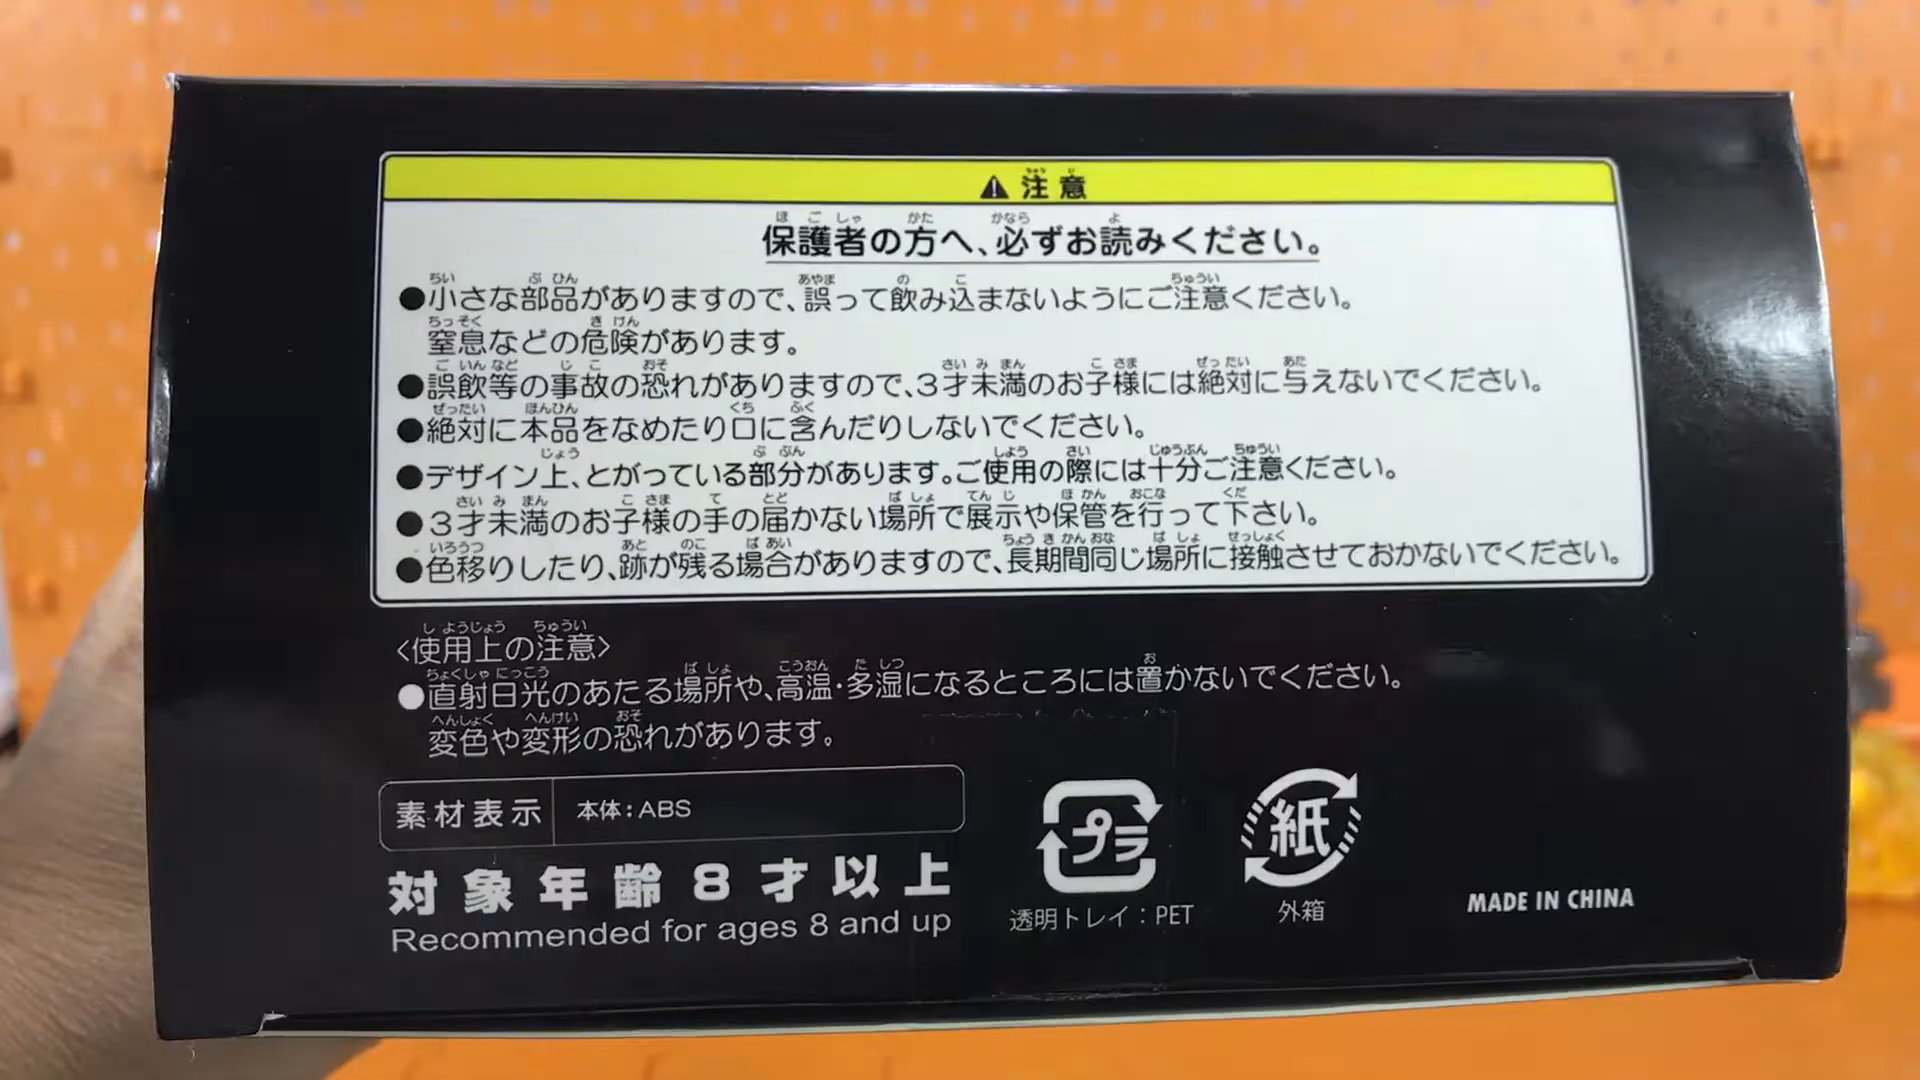 ⚠注意
保護者の方へ、必ずお読みください。
●小さな部品がありますので、誤って飲み込まないようにご注意ください。
窒息などの危険があります。
●誤飲等の事故の恐れがありますので、3才未満のお子様には絶対に与えないでください。
●絶対に本品をなめたり口に含んだりしないでください。
●デザイン上、とがっている部分があります。ご使用の際には十分ご注意ください。
●3才未満のお子様の手の届かない場所で展示や保管を行って下さい。
●色移りしたり、跡が残る場合がありますので、長期間同じ場所に接触させておかないでください。
<使用上の注意>
●直射日光のあたる場所や、高温・多湿になるところには置かないでください。
変色や変形の恐れがあります。
素材表示 本体:ABS
対象年齢8才以上
Recommended for ages 8 and up
プラ
透明トレイ:PET
紙
外箱
MADE IN CHINA